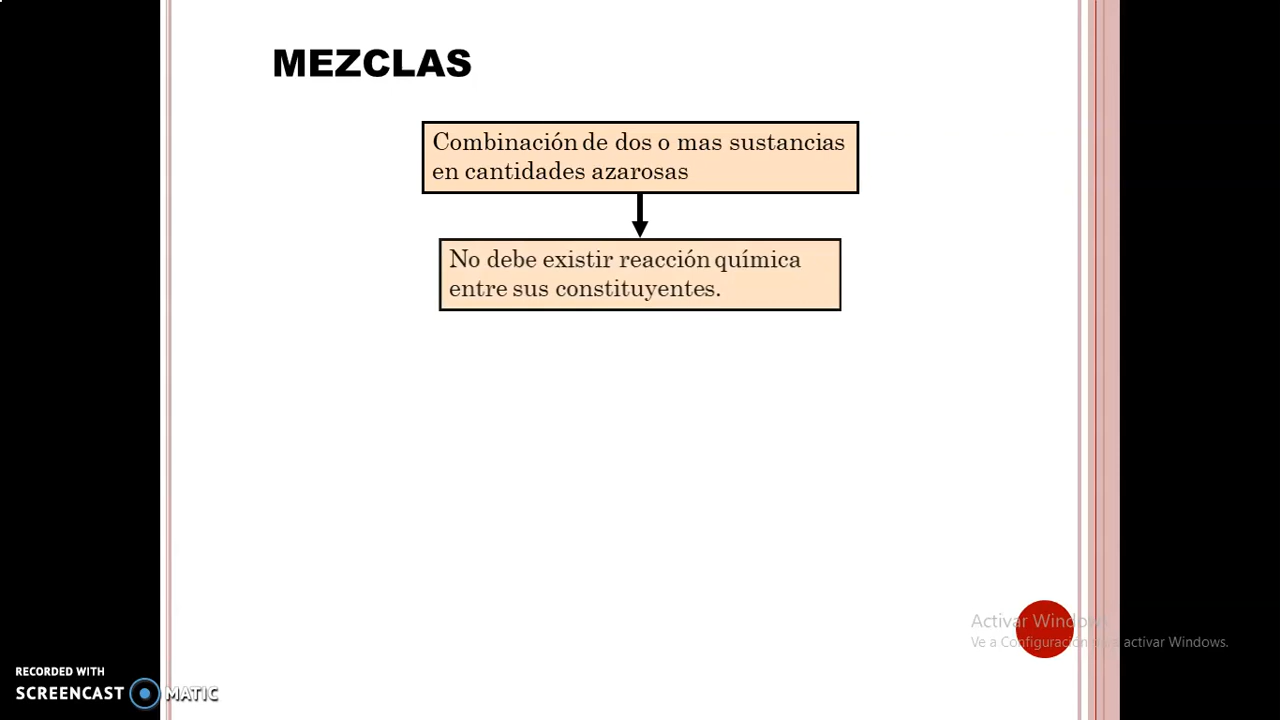 MEZCLAS
Combinación de dos o mas sustancias
en cantidades azarosas
No debe existir reacción química
entre sus constituyentes.
Activar Windows
Ve a Configuración para activar Windows.
RECORDED WITH
SCREENCAST MATIC